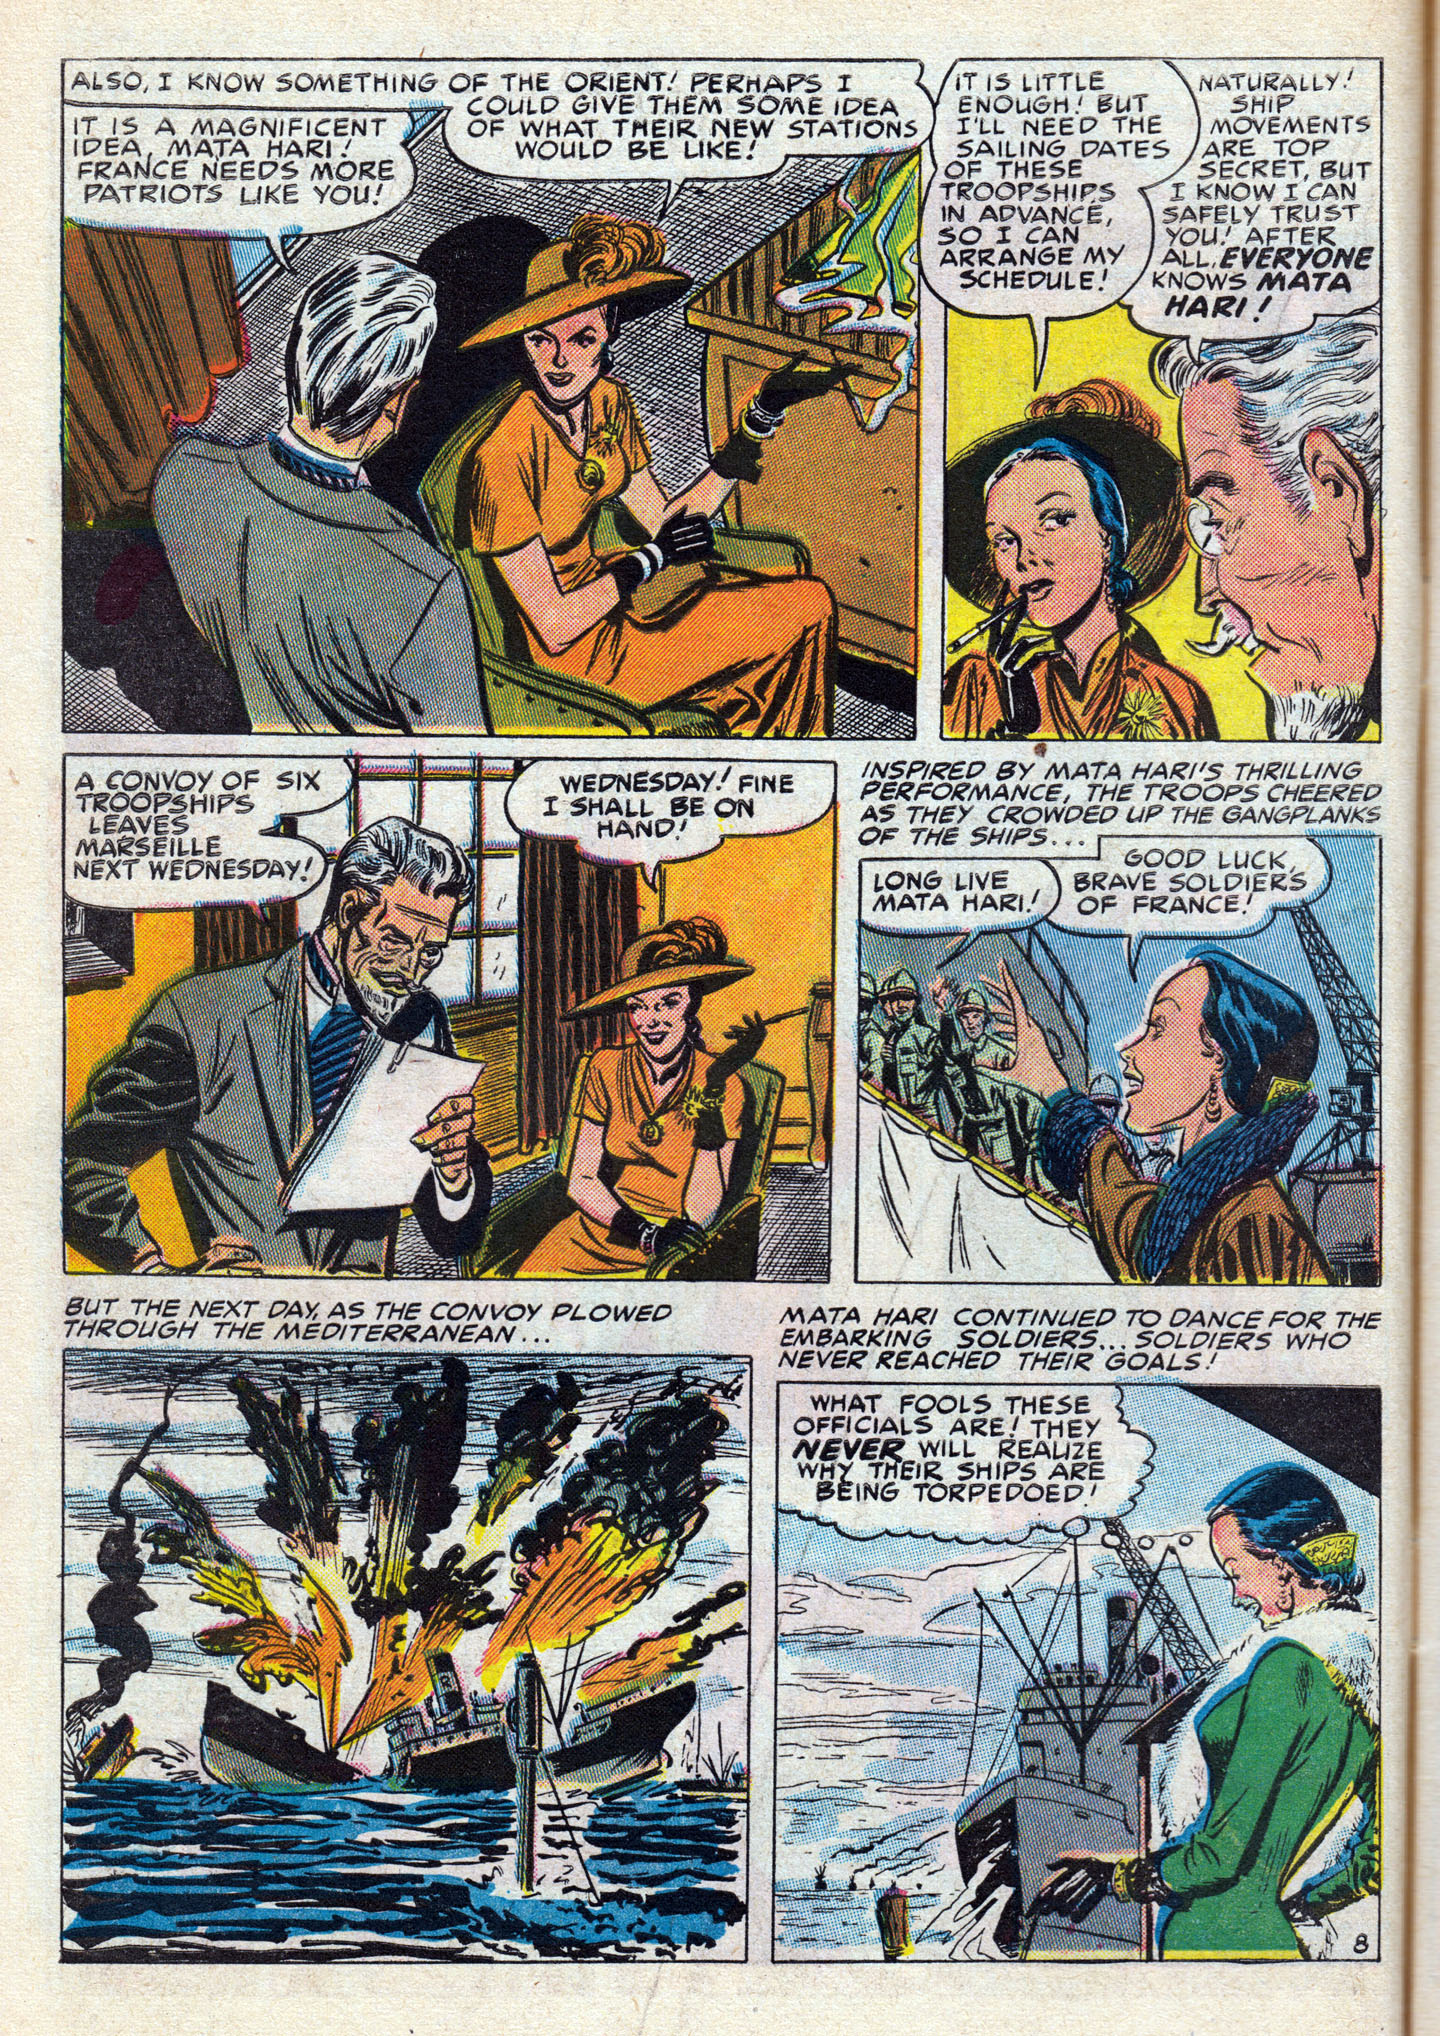 ALSO, I KNOW SOMETHING OF THE ORIENT! PERHAPS I
COULD GIVE THEM SOME IDEA
OF WHAT THEIR NEW STATIONS
WOULD BE LIKE!
IT IS A MAGNIFICENT
IDEA, MATA HARI!
FRANCE NEEDS MORE
PATRIOTS LIKE YOU!
IT IS LITTLE
ENOUGH! BUT
I'LL NEED THE
SAILING DATES
OF THESE
TROOPSHIPS
IN ADVANCE,
SO I CAN
ARRANGE MY
SCHEDULE!
NATURALLY!
SHIP
MOVEMENTS
ARE TOP
SECRET, BUT
I KNOW I CAN
SAFELY TRUST
YOU! AFTER
ALL, EVERYONE
KNOWS MATA
HARI!
A CONVOY OF SIX
TROOPSHIPS
LEAVES
MARSEILLE
NEXT WEDNESDAY!
WEDNESDAY! FINE
I SHALL BE ON
HAND!
INSPIRED BY MATA HARI'S THRILLING
PERFORMANCE, THE TROOPS CHEERED
AS THEY CROWDED UP THE GANGPLANKS
OF THE SHIPS...
LONG LIVE
MATA HARI!
GOOD LUCK,
BRAVE SOLDIER'S
OF FRANCE!
BUT THE NEXT DAY, AS THE CONVOY PLOWED
THROUGH THE MEDITERRANEAN...
MATA HARI CONTINUED TO DANCE FOR THE
EMBARKING SOLDIERS... SOLDIERS WHO
NEVER REACHED THEIR GOALS!
WHAT FOOLS THESE
OFFICIALS ARE! THEY
NEVER WILL REALIZE
WHY THEIR SHIPS ARE
BEING TORPEDOED!
8